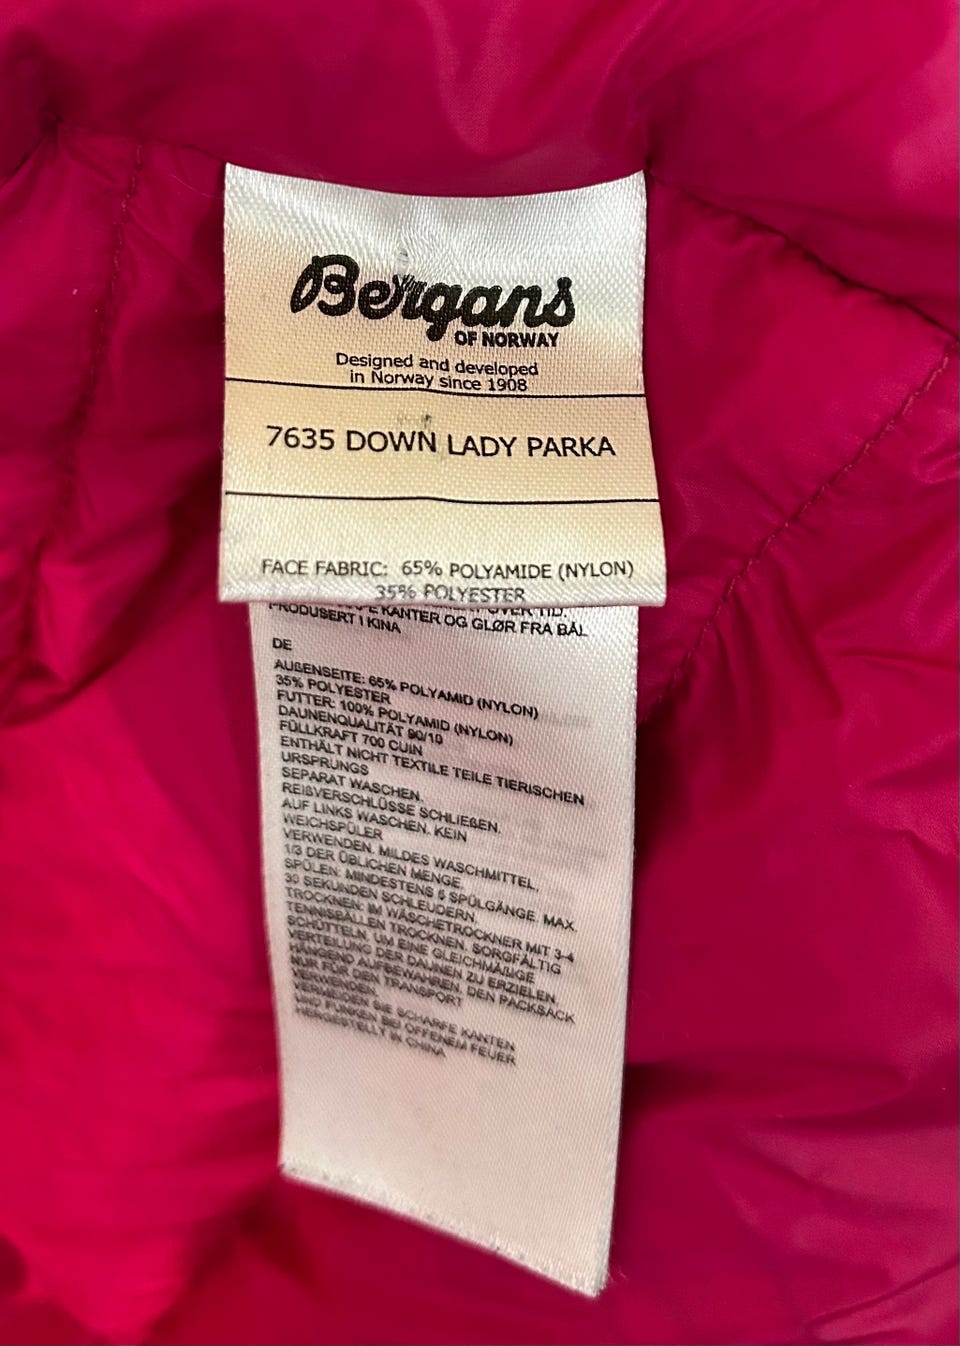 Bergans
OF NORWAY
Designed and developed
in Norway since 1908
7635 DOWN LADY PARKA
FACE FABRIC: 65% POLYAMIDE (NYLON)
35% POLYESTER
KANTER OG GLØR FRA BÅL
PRODUSERT I KINA
DE
AUßENSEITE: 65% POLYAMID (NYLON)
35% POLYESTER
FUTTER: 100% POLYAMID (NYLON)
DAUNENQUALITÄT 90/10
FÜLLKRAFT 700 CUIN
ENTHÄLT NICHT TEXTILE TEILE TIERISCHEN
URSPRUNGS
SEPARAT WASCHEN.
REIßVERSCHLÜSSE SCHLIEßEN.
AUF LINKS WASCHEN. KEIN
WEICHSPÜLER
VERWENDEN. MILDES WASCHMITTEL,
1/3 DER ÜBLICHEN MENGE.
SPÜLEN: MINDESTENS 5 SPÜLGÄNGE. MAX.
30 SEKUNDEN SCHLEUDERN.
TROCKNEN: IM WÄSCHETROCKNER MIT 3-4
TENNISBÄLLEN TROCKNEN. SORGFÄLTIG
SCHÜTTELN, UM EINE GLEICHMÄßIGE
VERTEILUNG DER DAUNEN ZU ERZIELEN.
HÄNGEND AUFBEWAHREN. DEN PACKSACK
NUR FÜR DEN TRANSPORT
VERWENDEN.
VERMEIDEN SIE SCHARFE KANTEN
UND FUNKEN BEI OFFENEM FEUER
HERGESTELLT IN CHINA